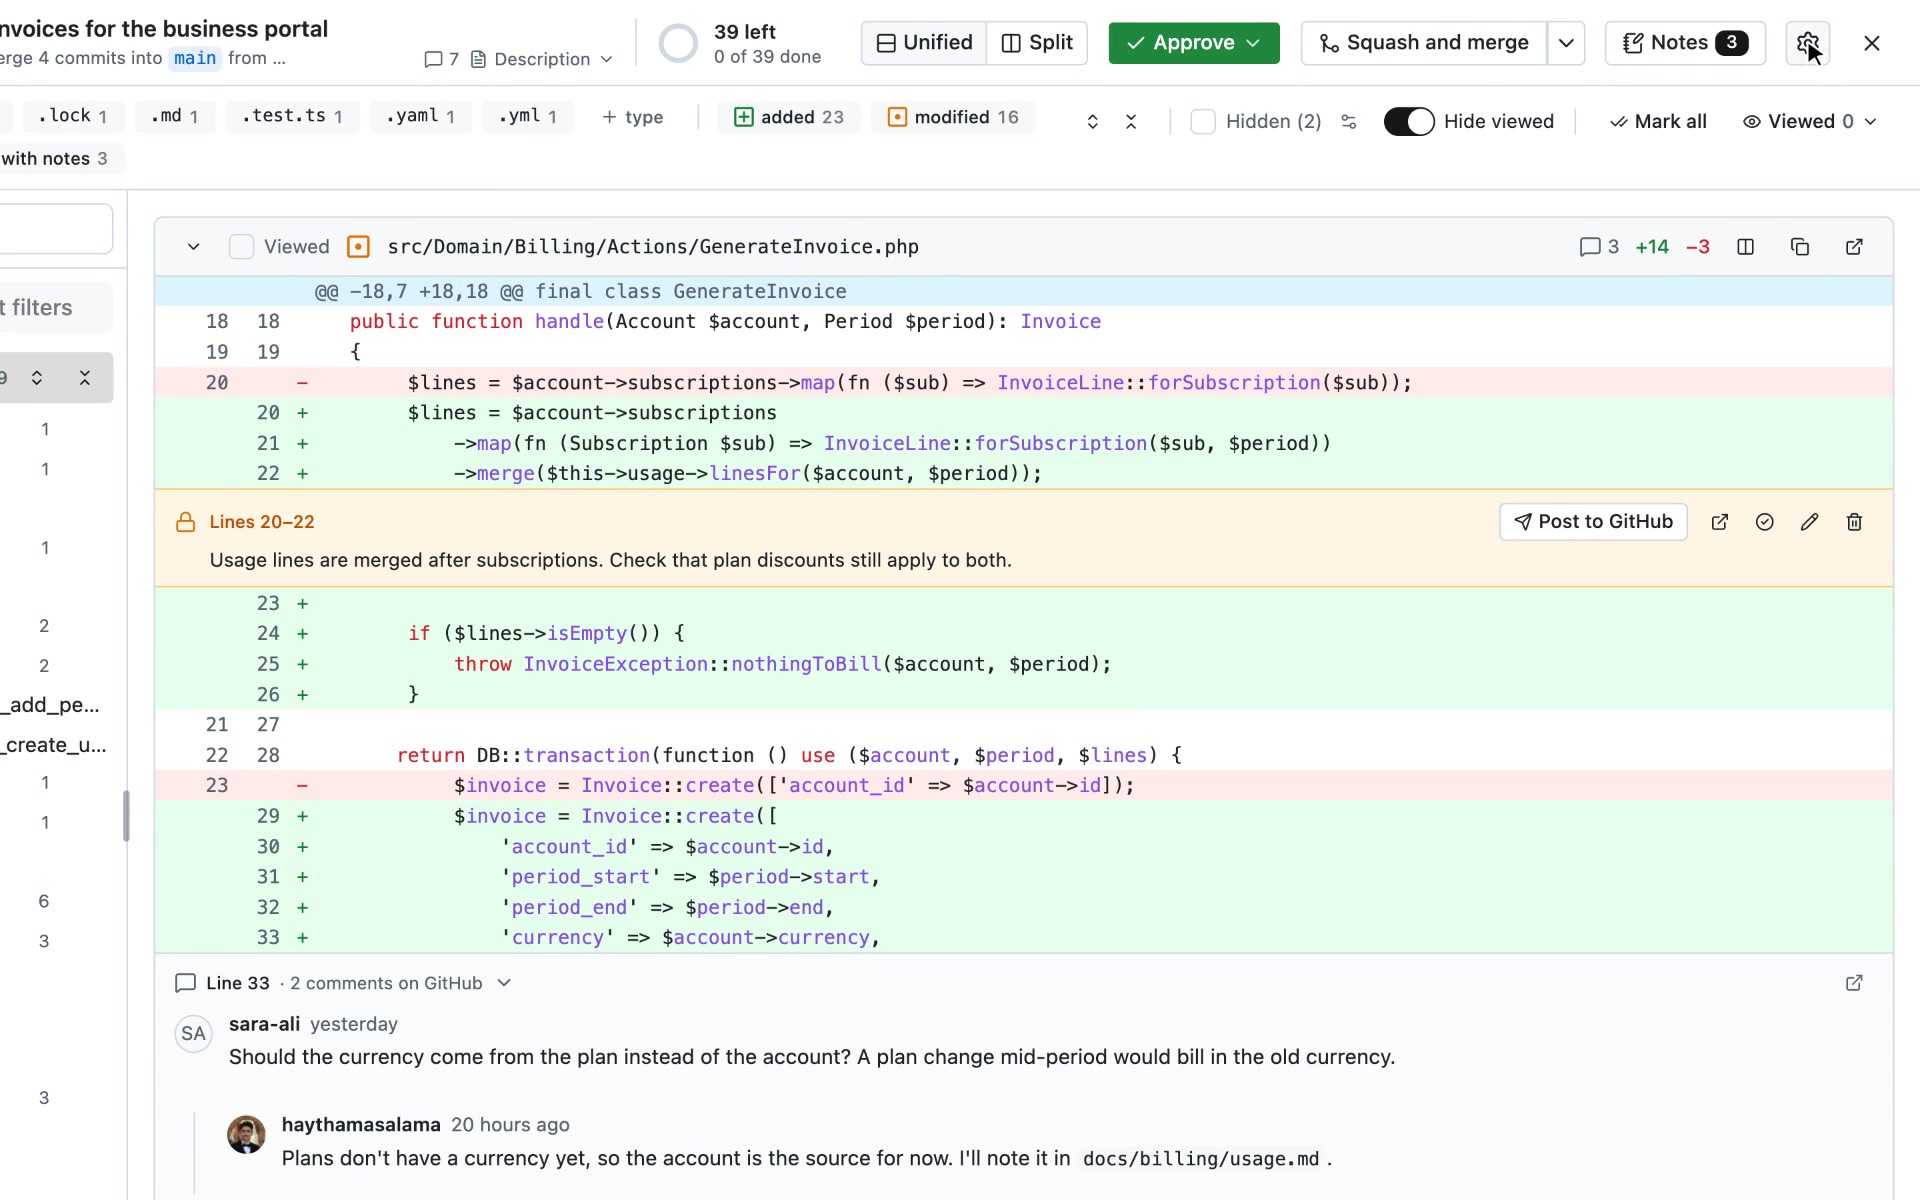 nvoices for the business portal
erge 4 commits into main from ...
7 Description
39 left
0 of 39 done
Unified Split
Approve
Squash and merge
Notes 3
.lock 1 .md 1 .test.ts 1 .yaml 1 .yml 1 + type added 23 modified 16 Hidden (2) Hide viewed Mark all Viewed 0
with notes 3
t filters
9
1
1
1
2
2
_add_pe...
_create_u...
1
1
6
3
3
Viewed src/Domain/Billing/Actions/GenerateInvoice.php 3 +14 −3
@@ −18,7 +18,18 @@ final class GenerateInvoice
18 18 public function handle(Account $account, Period $period): Invoice
19 19 {
20 − $lines = $account->subscriptions->map(fn ($sub) => InvoiceLine::forSubscription($sub));
20 + $lines = $account->subscriptions
21 + ->map(fn (Subscription $sub) => InvoiceLine::forSubscription($sub, $period))
22 + ->merge($this->usage->linesFor($account, $period));
Lines 20–22 Post to GitHub
Usage lines are merged after subscriptions. Check that plan discounts still apply to both.
23 +
24 + if ($lines->isEmpty()) {
25 + throw InvoiceException::nothingToBill($account, $period);
26 + }
21 27
22 28 return DB::transaction(function () use ($account, $period, $lines) {
23 − $invoice = Invoice::create(['account_id' => $account->id]);
29 + $invoice = Invoice::create([
30 + 'account_id' => $account->id,
31 + 'period_start' => $period->start,
32 + 'period_end' => $period->end,
33 + 'currency' => $account->currency,
Line 33 · 2 comments on GitHub
SA sara-ali yesterday
Should the currency come from the plan instead of the account? A plan change mid-period would bill in the old currency.
haythamasalama 20 hours ago
Plans don't have a currency yet, so the account is the source for now. I'll note it in docs/billing/usage.md .